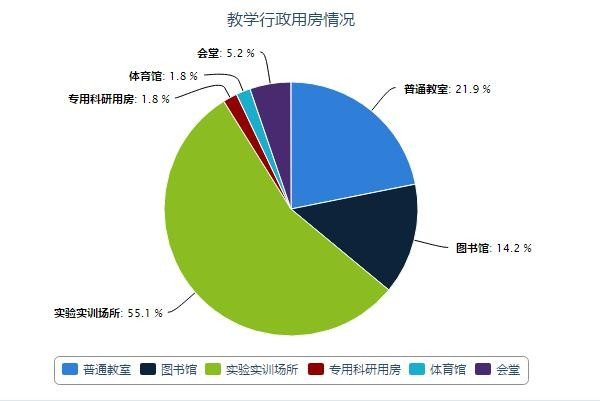 教学行政用房情况
会堂: 5.2 %
体育馆: 1.8 %
专用科研用房: 1.8 %
普通教室: 21.9 %
图书馆: 14.2 %
实验实训场所: 55.1 %
普通教室 图书馆 实验实训场所 专用科研用房 体育馆 会堂